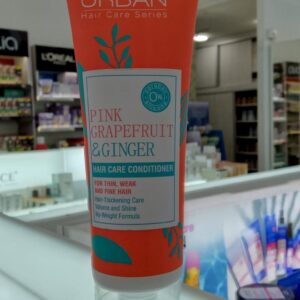 URBAN
Hair Care Series
PINK
GRAPEFRUIT
& GINGER
HAIR CARE CONDITIONER
FOR THIN, WEAK
AND FINE HAIR
Hair-Thickening Care
Volume and Shine
No-Weight Formula
L'ORÉAL